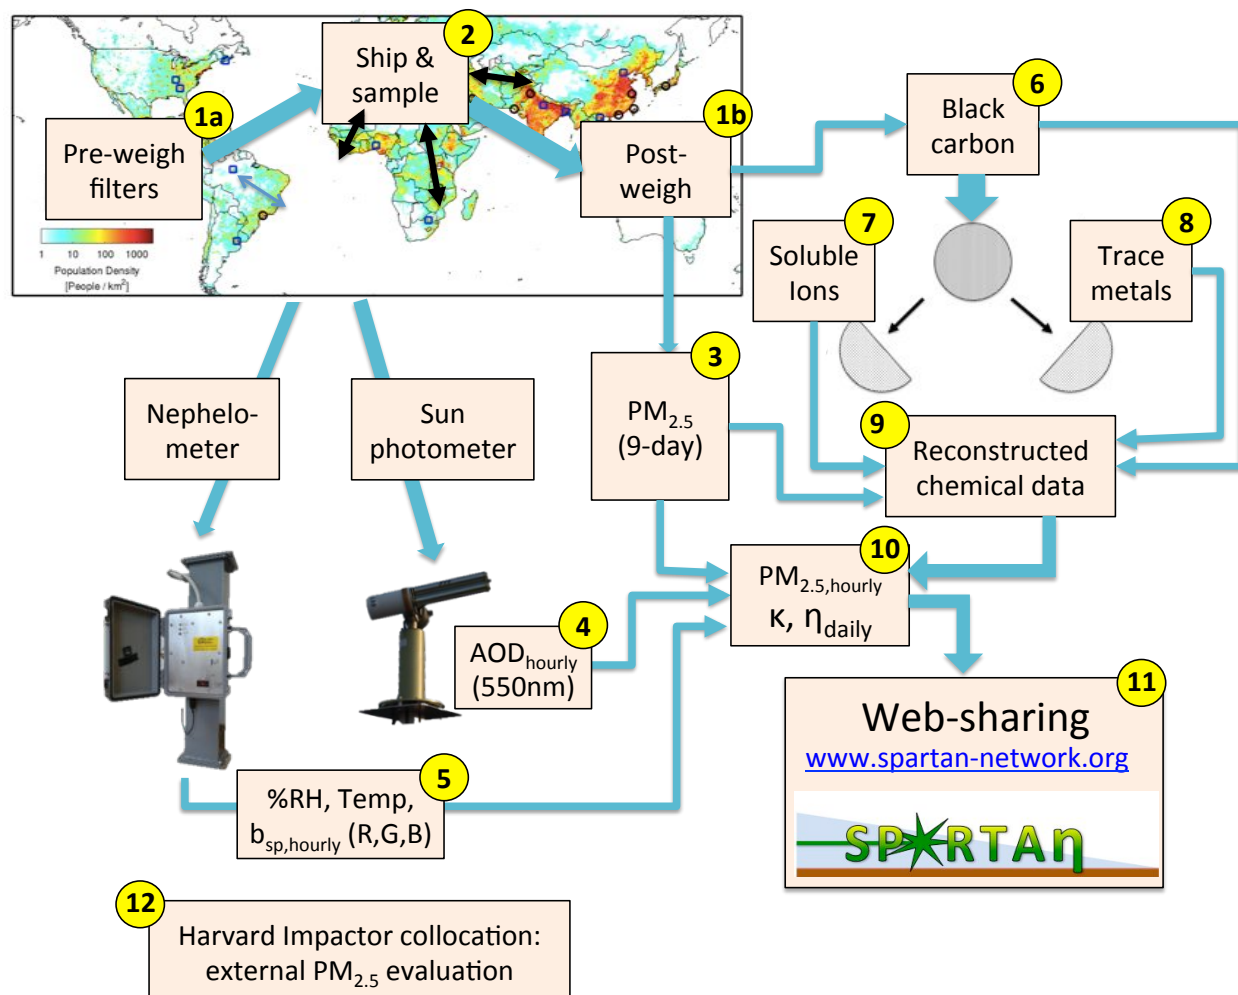 2
Ship &
sample
1a
Pre-weigh
filters
1b
Post-
weigh
6
Black
carbon
1 10 100 1000
Population Density
[People / km²]
7
Soluble
Ions
8
Trace
metals
Nephelo-
meter
Sun
photometer
3
PM2.5
(9-day)
9
Reconstructed
chemical data
10
PM2.5,hourly
κ, ηdaily
4
AODhourly
(550nm)
5
%RH, Temp,
bsp,hourly (R,G,B)
11
Web-sharing
www.spartan-network.org
SPARTAη
12
Harvard Impactor collocation:
external PM2.5 evaluation